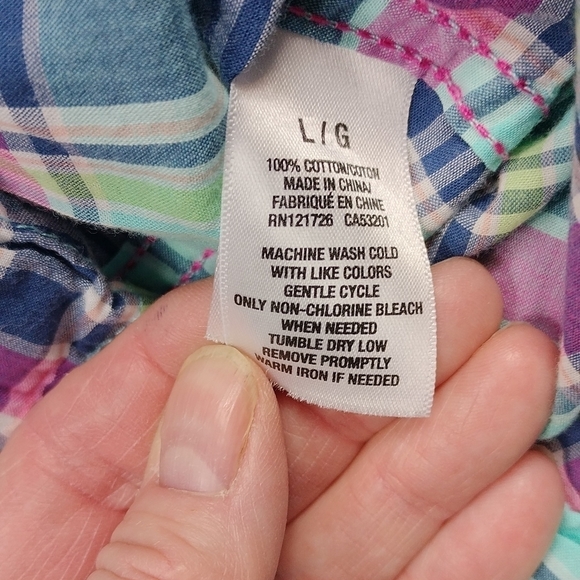 L/G
100% COTTON/COTON
MADE IN CHINA/
FABRIQUÉ EN CHINE
RN121726 CA53201
MACHINE WASH COLD
WITH LIKE COLORS
GENTLE CYCLE
ONLY NON-CHLORINE BLEACH
WHEN NEEDED
TUMBLE DRY LOW
REMOVE PROMPTLY
WARM IRON IF NEEDED